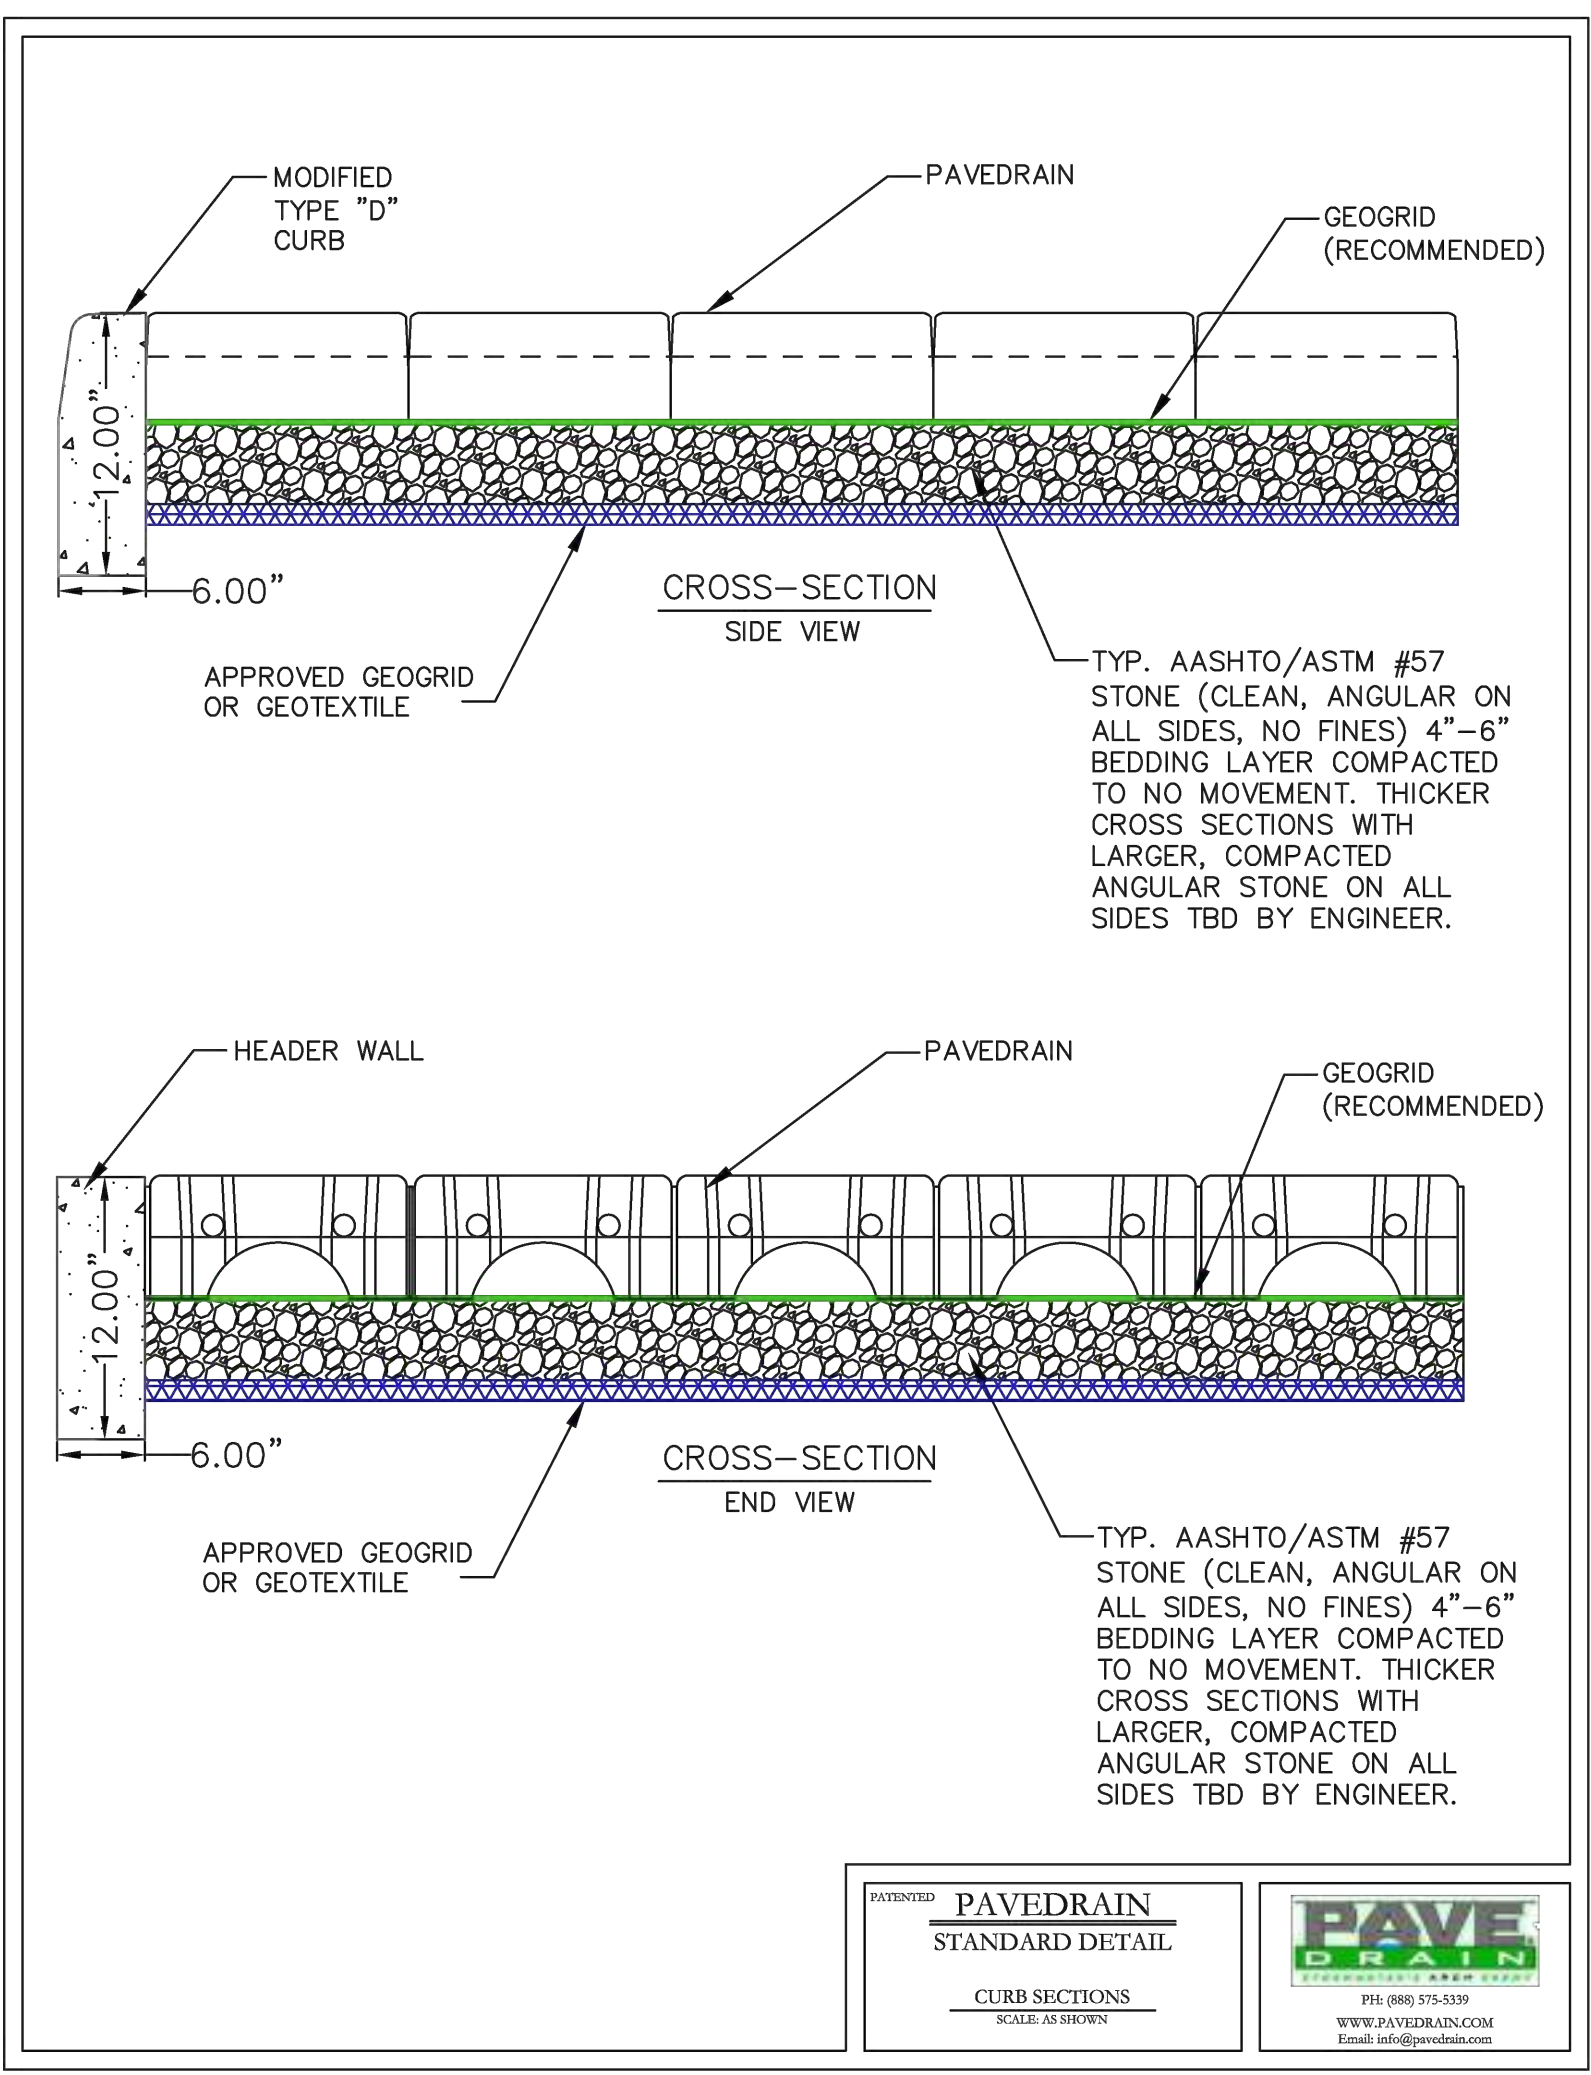 MODIFIED
TYPE "D"
CURB
PAVEDRAIN
GEOGRID
(RECOMMENDED)
12.00"
6.00"
CROSS-SECTION
SIDE VIEW
APPROVED GEOGRID
OR GEOTEXTILE
TYP. AASHTO/ASTM #57
STONE (CLEAN, ANGULAR ON
ALL SIDES, NO FINES) 4"-6"
BEDDING LAYER COMPACTED
TO NO MOVEMENT. THICKER
CROSS SECTIONS WITH
LARGER, COMPACTED
ANGULAR STONE ON ALL
SIDES TBD BY ENGINEER.
HEADER WALL
PAVEDRAIN
GEOGRID
(RECOMMENDED)
12.00"
6.00"
CROSS-SECTION
END VIEW
APPROVED GEOGRID
OR GEOTEXTILE
TYP. AASHTO/ASTM #57
STONE (CLEAN, ANGULAR ON
ALL SIDES, NO FINES) 4"-6"
BEDDING LAYER COMPACTED
TO NO MOVEMENT. THICKER
CROSS SECTIONS WITH
LARGER, COMPACTED
ANGULAR STONE ON ALL
SIDES TBD BY ENGINEER.
PATENTED
PAVEDRAIN
STANDARD DETAIL
CURB SECTIONS
SCALE: AS SHOWN
PAVE
DRAIN
ARCH
PH: (888) 575-5339
WWW.PAVEDRAIN.COM
Email: info@pavedrain.com